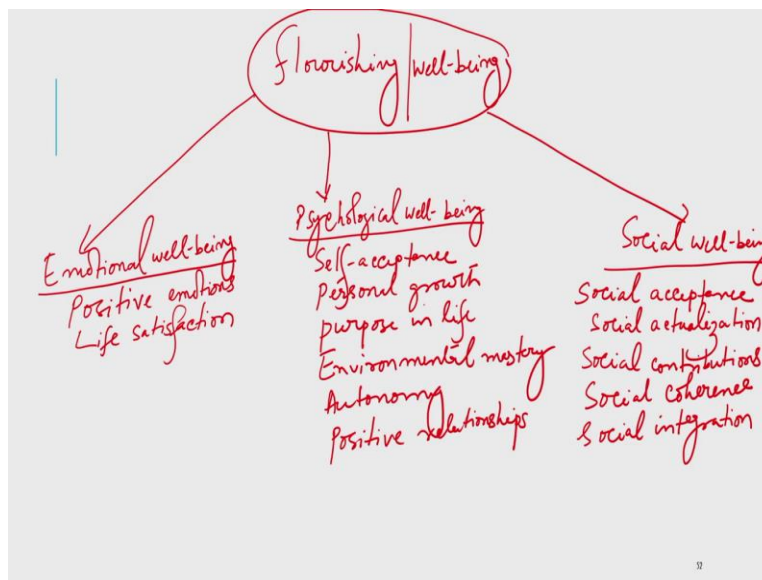 flourishing | well-being
Emotional well-being
Positive emotions
Life satisfaction
Psychological well-being
Self-acceptance
Personal growth
purpose in life
Environmental mastery
Autonomy
Positive relationships
Social well-being
Social acceptance
Social actualization
Social contributions
Social coherence
Social integration
52